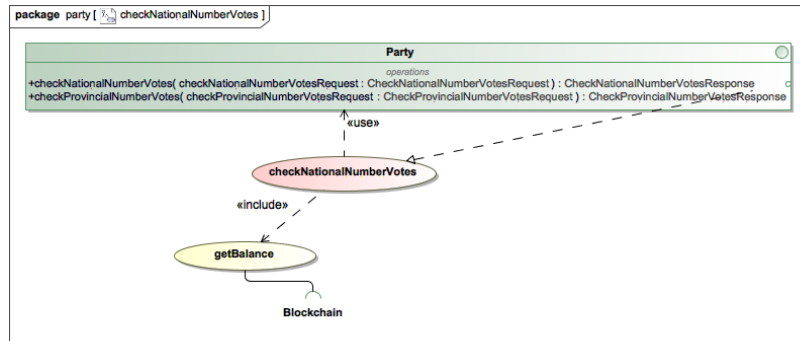 package party [ checkNationalNumberVotes ]
Party
operations
+checkNationalNumberVotes( checkNationalNumberVotesRequest : CheckNationalNumberVotesRequest ) : CheckNationalNumberVotesResponse
+checkProvincialNumberVotes( checkProvincialNumberVotesRequest : CheckProvincialNumberVotesRequest ) : CheckProvincialNumberVotesResponse
«use»
checkNationalNumberVotes
«include»
getBalance
Blockchain